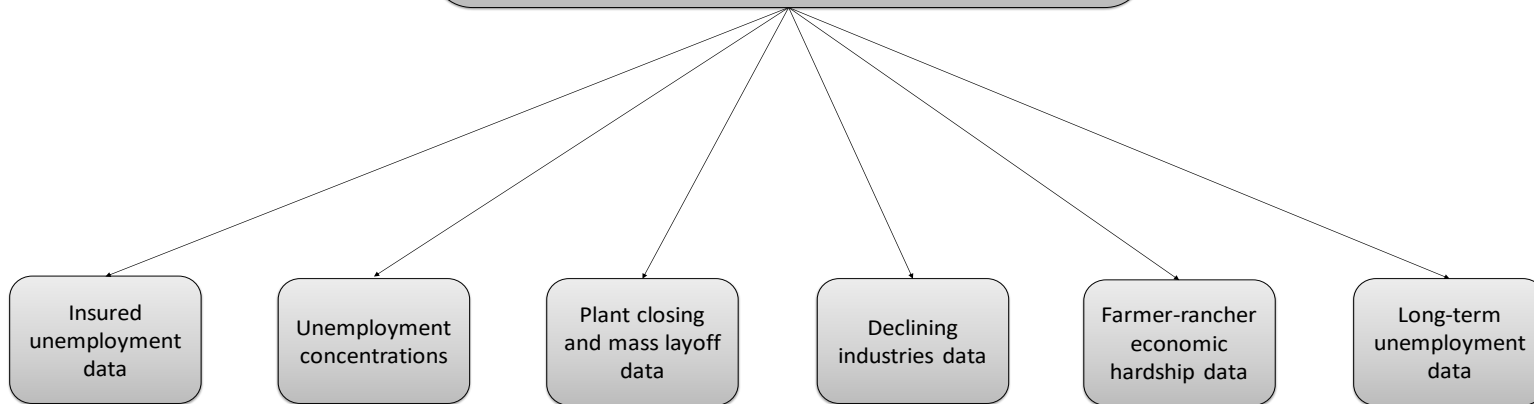 Insured
unemployment
data
Unemployment
concentrations
Plant closing
and mass layoff
data
Declining
industries data
Farmer-rancher
economic
hardship data
Long-term
unemployment
data